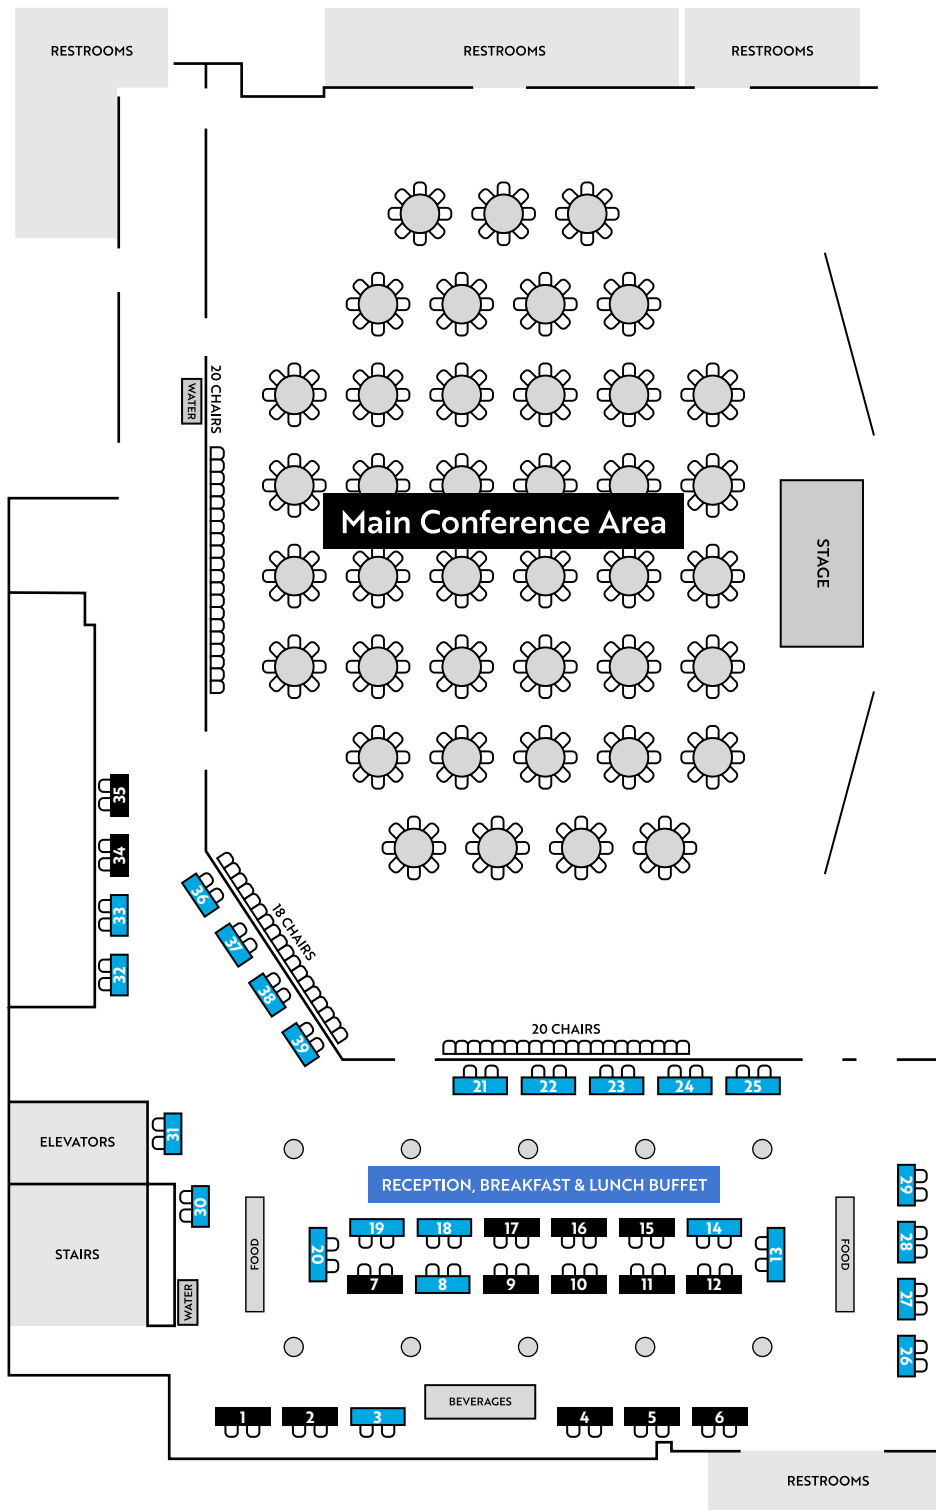 RESTROOMS
RESTROOMS
RESTROOMS
20 CHAIRS
WATER
Main Conference Area
STAGE
35
34
33
32
36
37
38
39
18 CHAIRS
20 CHAIRS
21
22
23
24
25
31
ELEVATORS
RECEPTION, BREAKFAST & LUNCH BUFFET
30
29
28
27
26
STAIRS
WATER
FOOD
20
19
18
17
16
15
14
13
7
8
9
10
11
12
FOOD
BEVERAGES
1
2
3
4
5
6
RESTROOMS